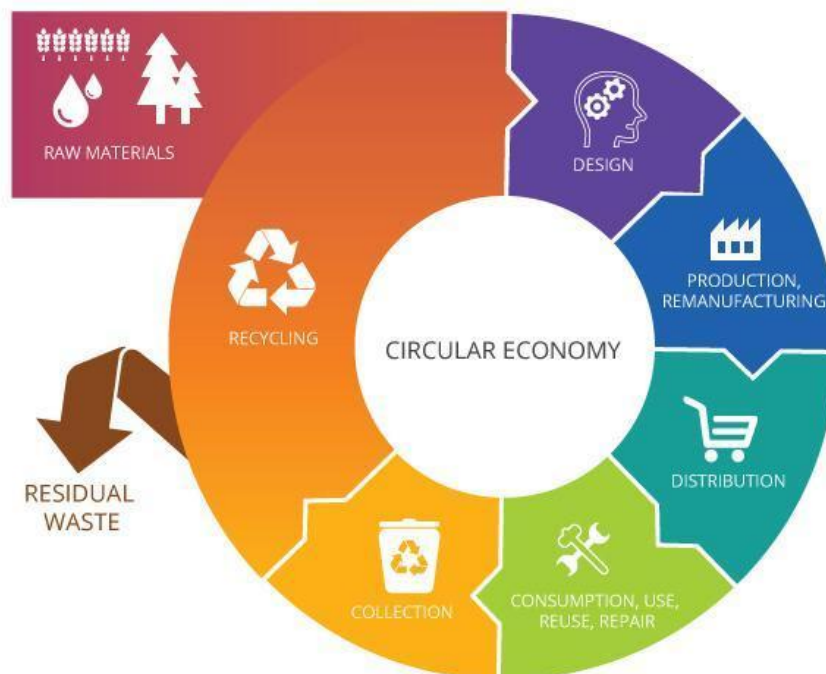 RAW MATERIALS
DESIGN
PRODUCTION,
REMANUFACTURING
RECYCLING
CIRCULAR ECONOMY
DISTRIBUTION
RESIDUAL
WASTE
COLLECTION
CONSUMPTION, USE,
REUSE, REPAIR